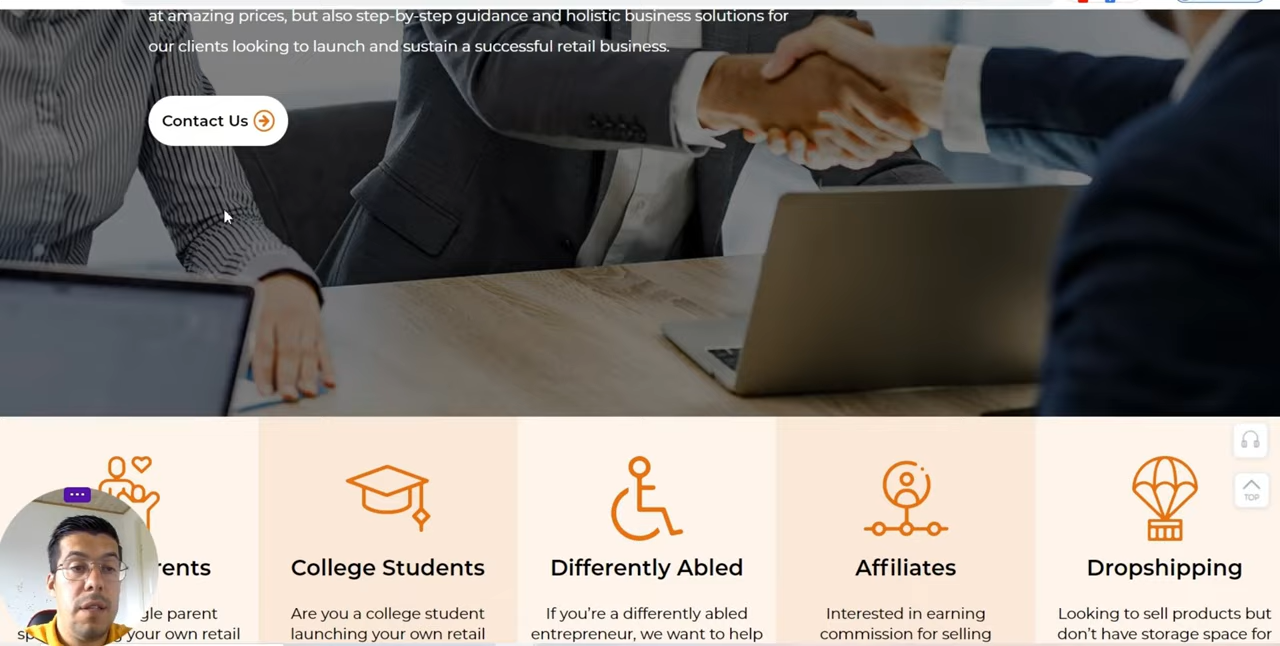 at amazing prices, but also step-by-step guidance and holistic business solutions for
our clients looking to launch and sustain a successful retail business.
Contact Us
TOP
rents
College Students
Differently Abled
Affiliates
Dropshipping
gle parent
your own retail
Are you a college student
launching your own retail
If you’re a differently abled
entrepreneur, we want to help
Interested in earning
commission for selling
Looking to sell products but
don’t have storage space for